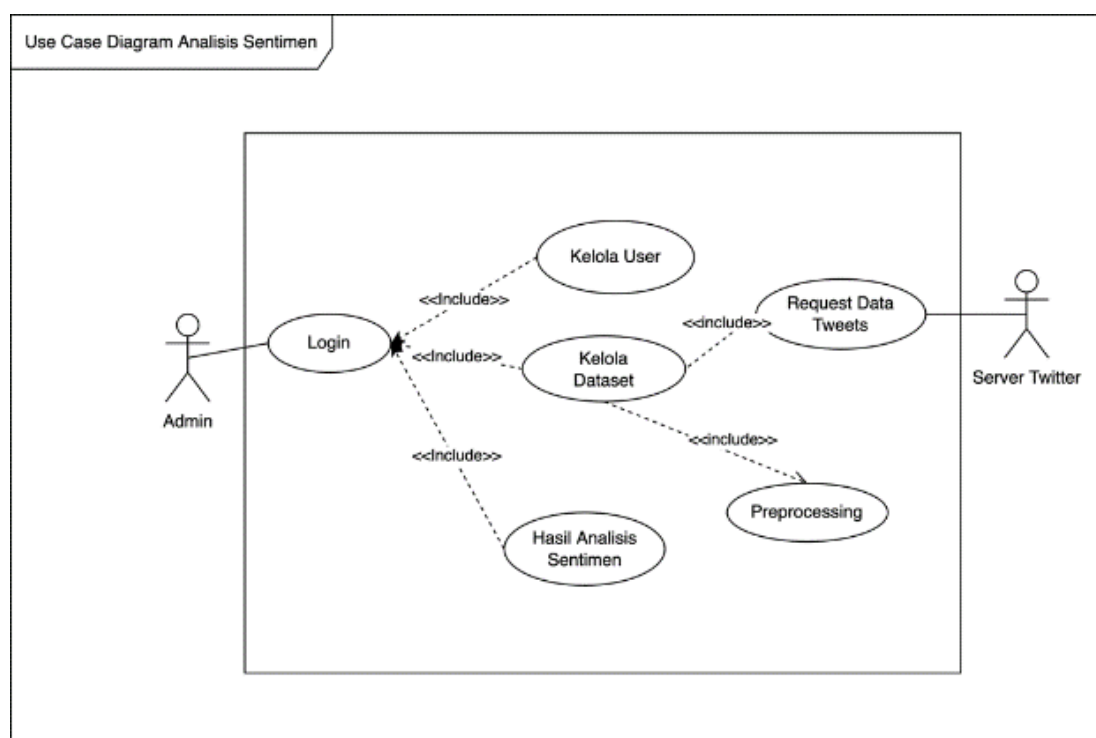 Use Case Diagram Analisis Sentimen
Kelola User
<<Include>>
Request Data
Tweets
<<include>>
Login
<<Include>>
Kelola
Dataset
Server Twitter
Admin
<<include>>
<<Include>>
Preprocessing
Hasil Analisis
Sentimen